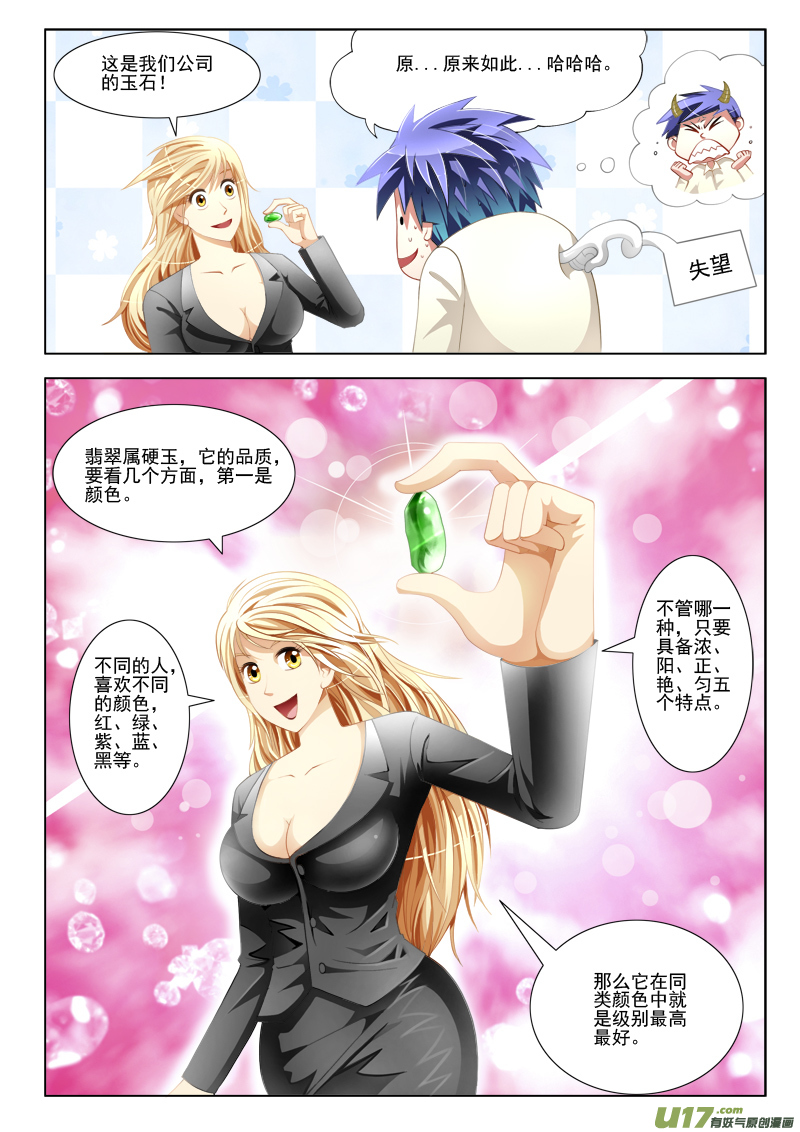 这是我们公司
的玉石！
原...原来如此...哈哈哈。
失望
翡翠属硬玉，它的品质，
要看几个方面，第一是
颜色。
不同的人，
喜欢不同
的颜色，
红、绿、
紫、蓝、
黑等。
不管哪一
种，只要
具备浓、
阳、正、
艳、匀五
个特点。
那么它在同
类颜色中就
是级别最高
最好。
U17.com
有妖气原创漫画